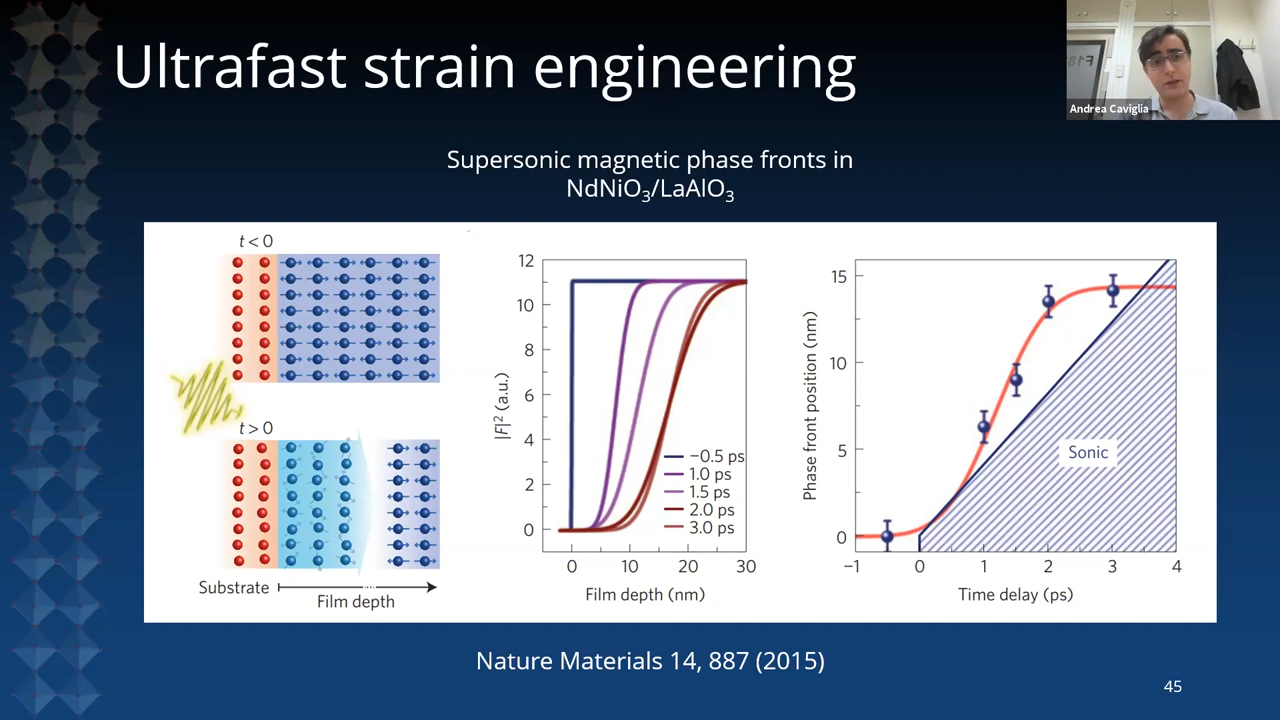 Ultrafast strain engineering
Andrea Caviglia
Supersonic magnetic phase fronts in
NdNiO₃/LaAlO₃
t < 0
t > 0
Substrate
Film depth
12
10
8
6
4
2
0
|F|² (a.u.)
−0.5 ps
1.0 ps
1.5 ps
2.0 ps
3.0 ps
0 10 20 30
Film depth (nm)
15
10
5
0
Phase front position (nm)
Sonic
−1 0 1 2 3 4
Time delay (ps)
Nature Materials 14, 887 (2015)
45